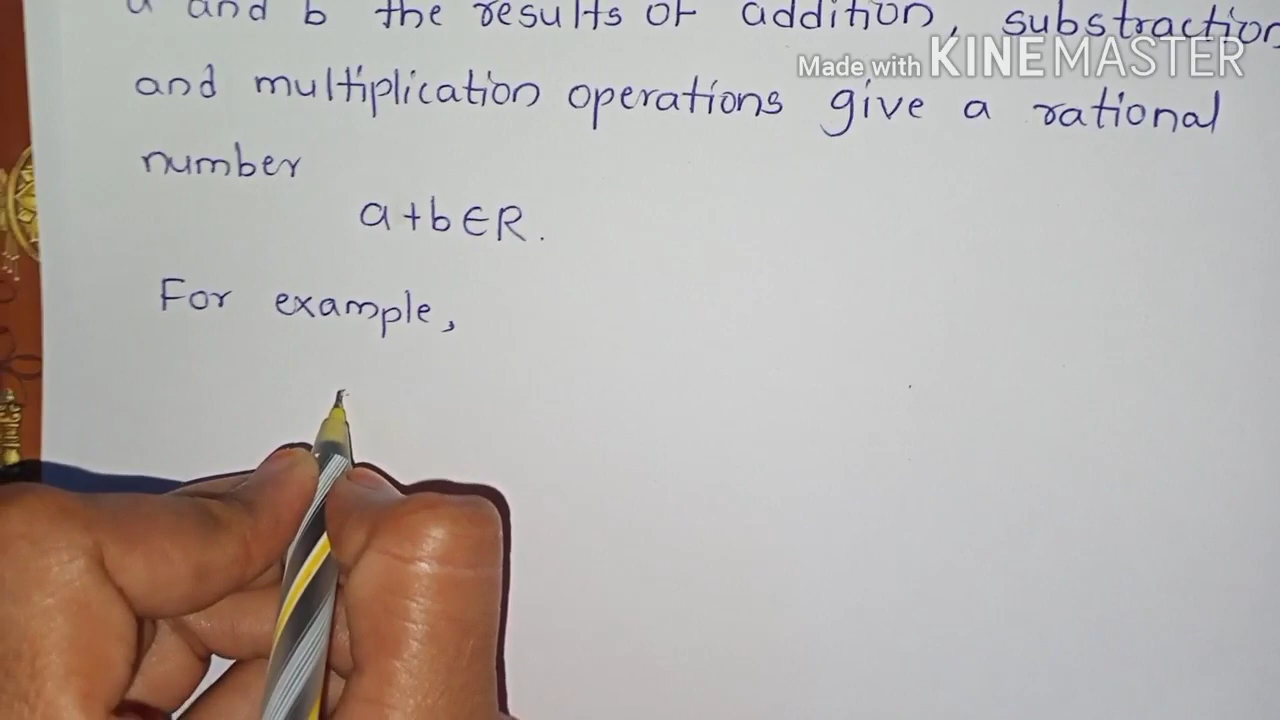 a and b the results of addition, substraction
Made with KINEMASTER
and multiplication operations give a rational
number
a+b∈R.
For example,